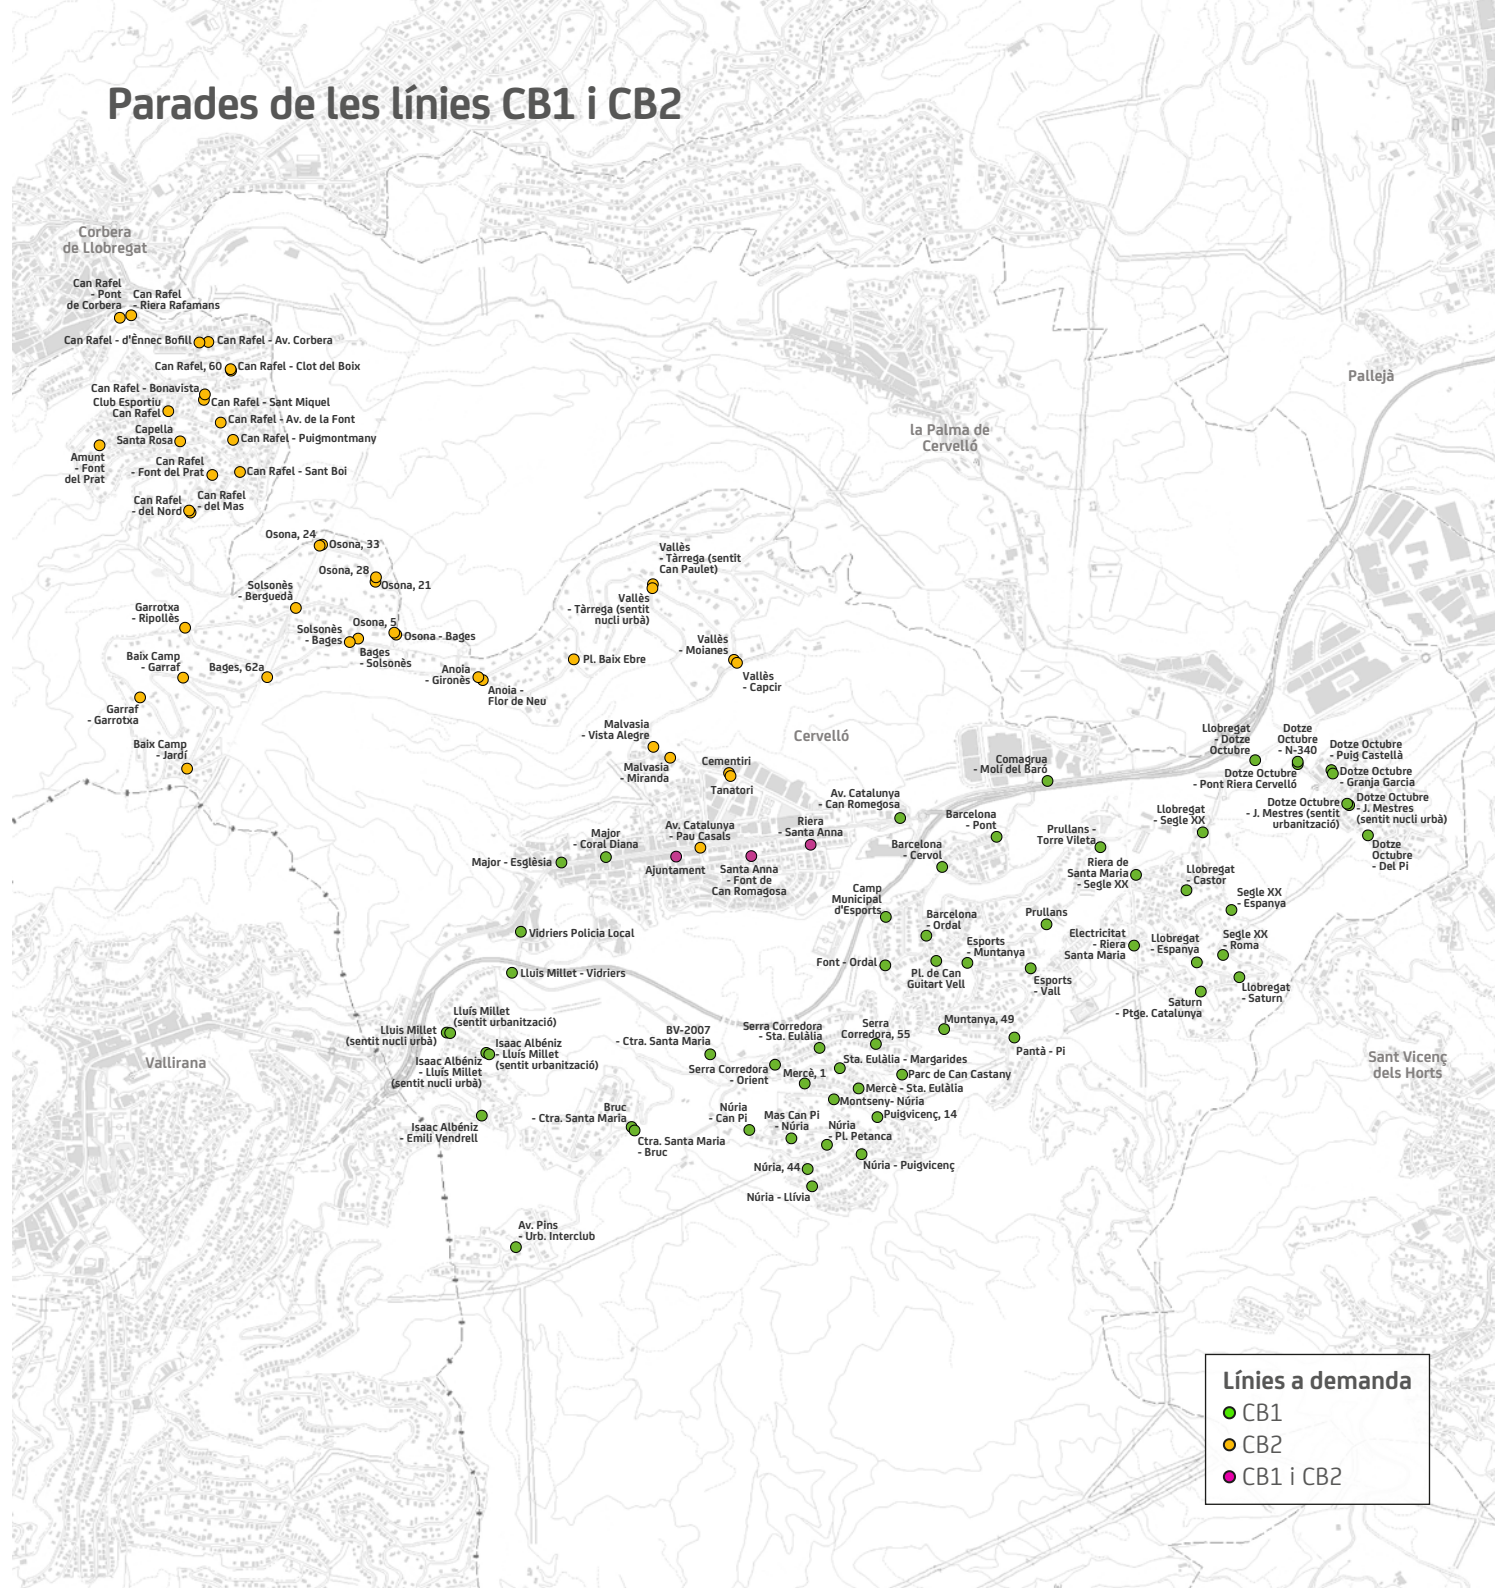 Parades de les línies CB1 i CB2
Corbera
de Llobregat
Can Rafel
- Pont
de Corbera
Can Rafel
- Riera Rafamans
Can Rafel - d'Ènnec Bofill
Can Rafel - Av. Corbera
Can Rafel, 60
Can Rafel - Clot del Boix
Can Rafel - Bonavista
Can Rafel - Sant Miquel
Club Esportiu
Can Rafel
Can Rafel - Av. de la Font
Capella
Santa Rosa
Can Rafel - Puigmontmany
Amunt
- Font
del Prat
Can Rafel
- Font del Prat
Can Rafel - Sant Boi
Can Rafel
- del Nord
Can Rafel
- del Mas
Pallejà
la Palma de
Cervelló
Osona, 24
Osona, 33
Osona, 28
Osona, 21
Solsonès
- Berguedà
Garrotxa
- Ripollès
Solsonès
- Bages
Osona, 5
Osona - Bages
Bages
- Solsonès
Baix Camp
- Garraf
Bages, 62a
Anoia
- Gironès
Anoia -
Flor de Neu
Garraf
- Garrotxa
Baix Camp
- Jardí
Vallès
- Tàrrega (sentit
Can Paulet)
Vallès
- Tàrrega (sentit
nucli urbà)
Pl. Baix Ebre
Vallès
- Moianes
Vallès
- Capcir
Malvasia
- Vista Alegre
Malvasia
- Miranda
Cementiri
Tanatori
Cervelló
Comagrua
- Molí del Baró
Llobregat
- Dotze
Octubre
Dotze
Octubre
- N-340
Dotze Octubre
- Puig Castellà
Dotze Octubre
- Pont Riera Cervelló
Dotze Octubre
- Granja Garcia
Dotze Octubre
- J. Mestres (sentit
urbanització)
Dotze Octubre
- J. Mestres
(sentit nucli urbà)
Dotze
Octubre
- Del Pi
Av. Catalunya
- Can Romegosa
Riera
- Santa Anna
Av. Catalunya
- Pau Casals
Major
- Coral Diana
Major - Esglèsia
Ajuntament
Santa Anna
- Font de
Can Romagosa
Barcelona
- Pont
Barcelona
- Cervol
Prullans -
Torre Vileta
Llobregat
- Segle XX
Riera de
Santa Maria
- Segle XX
Llobregat
- Castor
Segle XX
- Espanya
Camp
Municipal
d'Esports
Barcelona
- Ordal
Prullans
Vidriers Policia Local
Electricitat
- Riera
Santa Maria
Llobregat
- Espanya
Segle XX
- Roma
Esports
- Muntanya
Font - Ordal
Pl. de Can
Guitart Vell
Esports
- Vall
Lluis Millet - Vidriers
Llobregat
- Saturn
Saturn
- Ptge. Catalunya
Lluís Millet
(sentit urbanització)
Lluis Millet
(sentit nucli urbà)
Isaac Albéniz
- Lluís Millet
(sentit urbanització)
Isaac Albéniz
- Lluís Millet
(sentit nucli urbà)
Isaac Albéniz
- Emili Vendrell
BV-2007
- Ctra. Santa Maria
Serra Corredora
- Sta. Eulàlia
Serra
Corredora, 55
Muntanya, 49
Pantà - Pi
Serra Corredora
- Orient
Sta. Eulàlia - Margarides
Mercè, 1
Parc de Can Castany
Mercè - Sta. Eulàlia
Montseny- Núria
Puigvicenç, 14
Bruc
- Ctra. Santa Maria
Ctra. Santa Maria
- Bruc
Núria
- Can Pi
Mas Can Pi
- Núria
Núria
- Pl. Petanca
Núria - Puigvicenç
Núria, 44
Núria - Llívia
Av. Pins
- Urb. Interclub
Vallirana
Sant Vicenç
dels Horts
Línies a demanda
CB1
CB2
CB1 i CB2